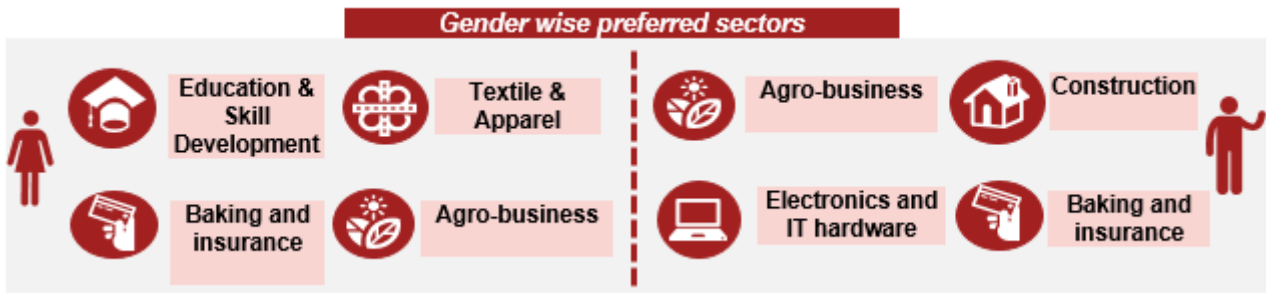 Gender wise preferred sectors
Education &
Skill
Development
Textile &
Apparel
Baking and
insurance
Agro-business
Agro-business
Construction
Electronics and
IT hardware
Baking and
insurance